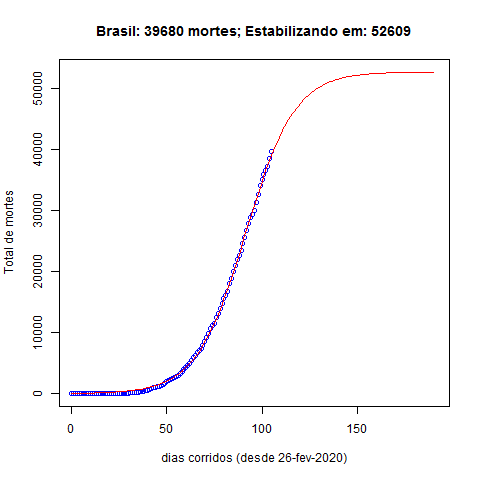 Brasil: 39680 mortes; Estabilizando em: 52609
Total de mortes
50000
40000
30000
20000
10000
0
0 50 100 150
dias corridos (desde 26-fev-2020)